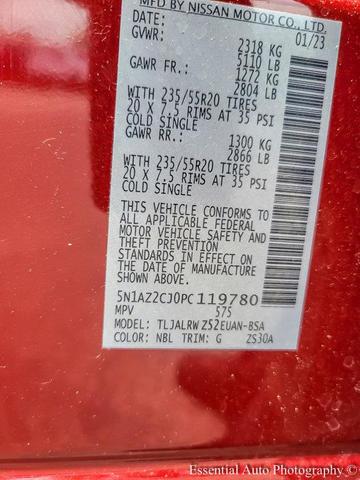 MFD BY NISSAN MOTOR CO., LTD.
DATE: 01/23
GVWR: 2318 KG
5110 LB
GAWR FR.: 1272 KG
2804 LB
WITH 235/55R20 TIRES
20 X 7.5 RIMS AT 35 PSI
COLD SINGLE
GAWR RR.: 1300 KG
2866 LB
WITH 235/55R20 TIRES
20 X 7.5 RIMS AT 35 PSI
COLD SINGLE
THIS VEHICLE CONFORMS TO
ALL APPLICABLE FEDERAL
MOTOR VEHICLE SAFETY AND
THEFT PREVENTION
STANDARDS IN EFFECT ON
THE DATE OF MANUFACTURE
SHOWN ABOVE.
5N1AZ2CJ0PC119780
MPV 575
MODEL: TLJALRWZ52EUAN-BSA
COLOR: NBL TRIM: G ZS30A
Essential Auto Photography ©